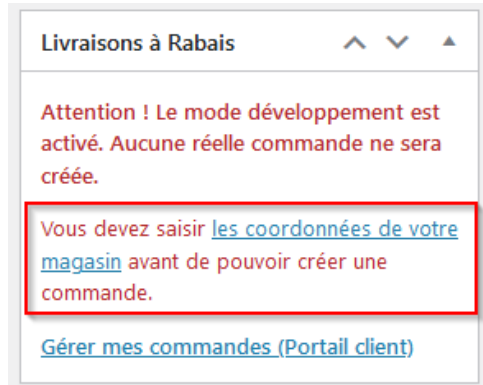 Livraisons à Rabais
Attention ! Le mode développement est
activé. Aucune réelle commande ne sera
créée.
Vous devez saisir les coordonnées de votre
magasin avant de pouvoir créer une
commande.
Gérer mes commandes (Portail client)